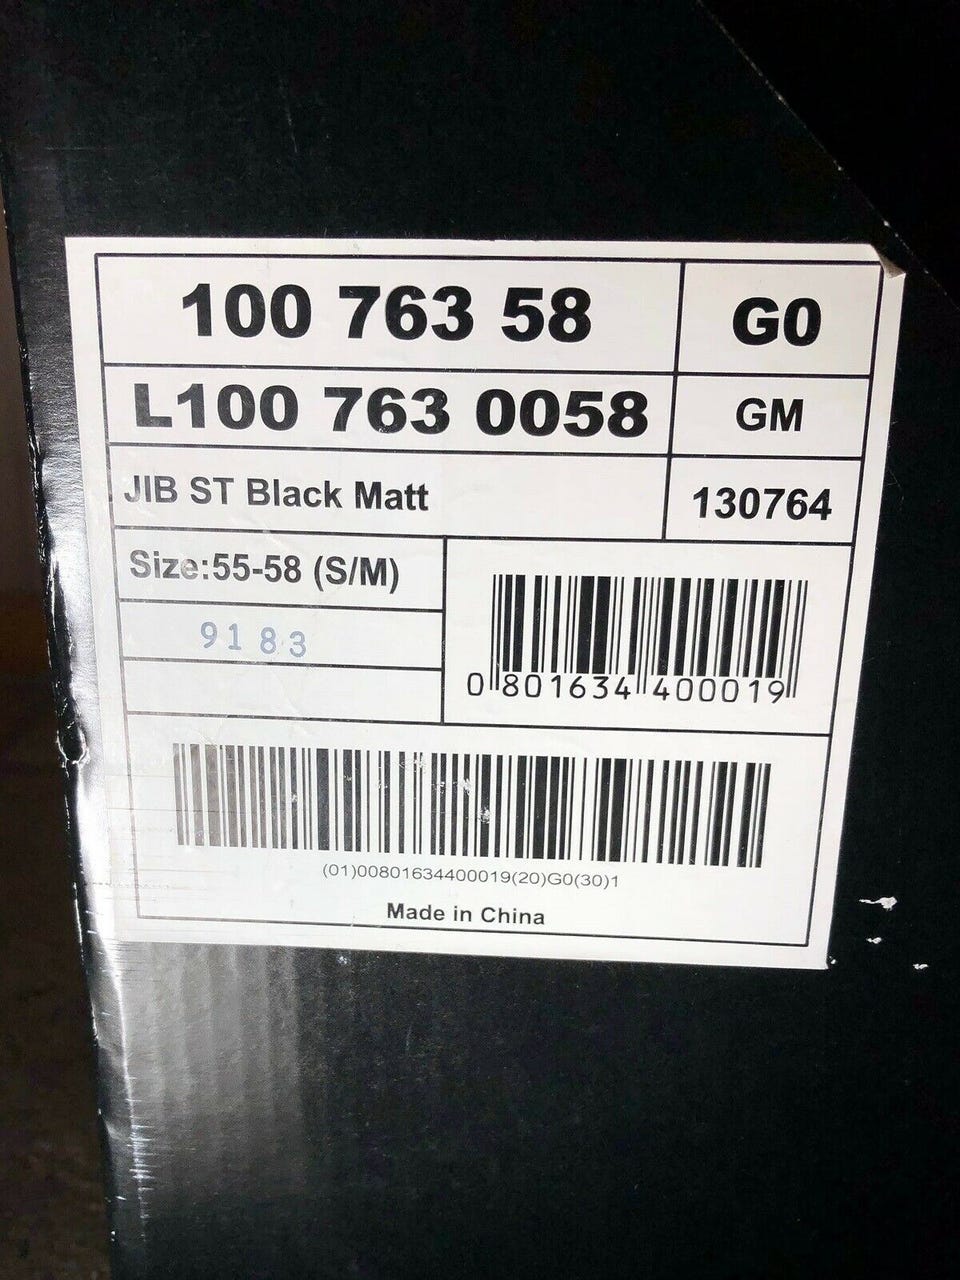 100 763 58
G0
L100 763 0058
GM
JIB ST Black Matt
130764
Size:55-58 (S/M)
9183
0 801634 400019
(01)00801634400019(20)G0(30)1
Made in China